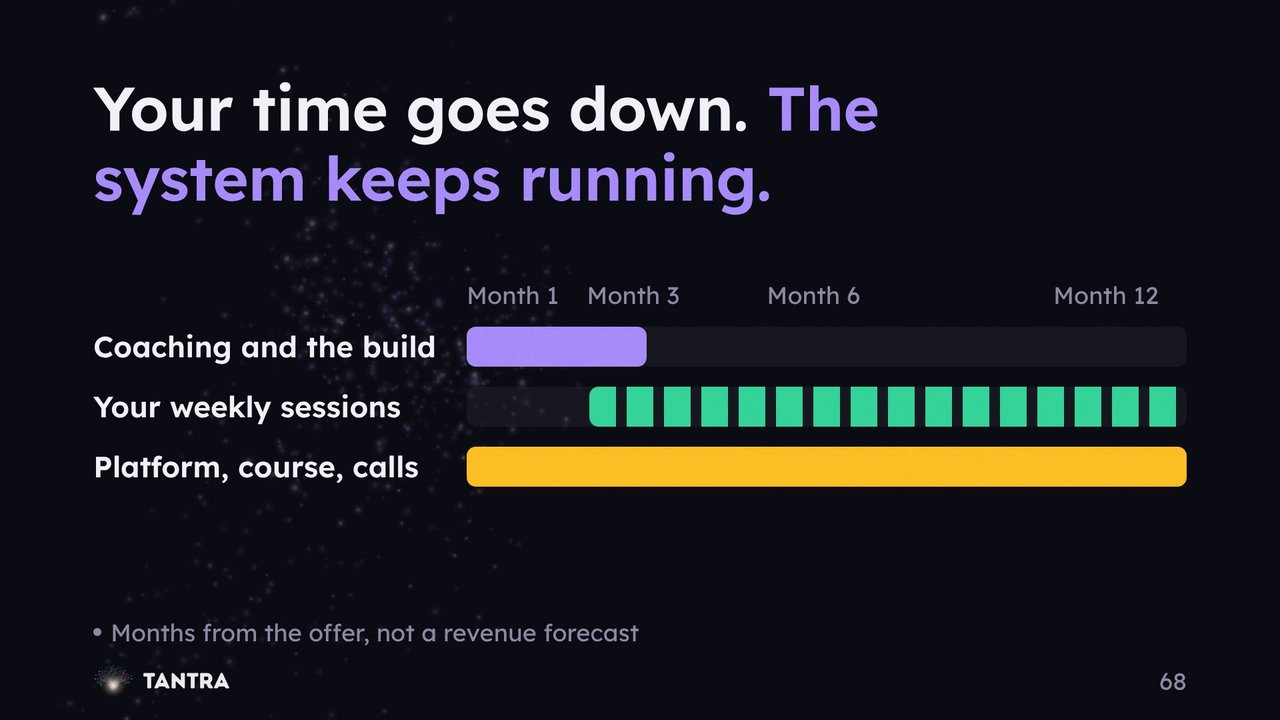 Your time goes down. The
system keeps running.
Month 1 Month 3 Month 6 Month 12
Coaching and the build
Your weekly sessions
Platform, course, calls
• Months from the offer, not a revenue forecast
TANTRA
68